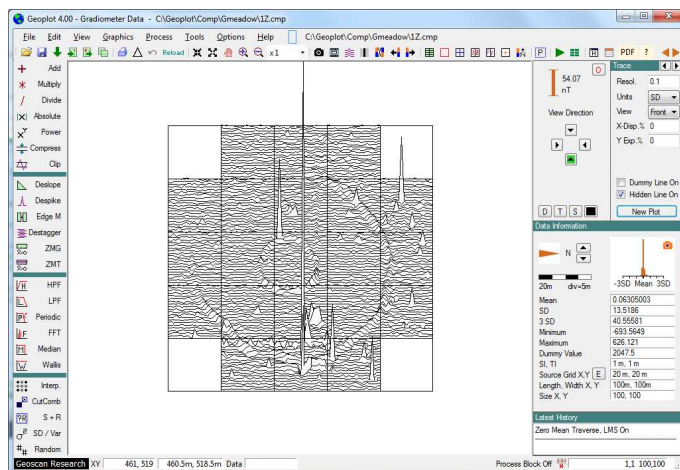 Geoplot 4.00 - Gradiometer Data - C:\Geoplot\Comp\Gmeadow\1Z.cmp
File Edit View Graphics Process Tools Options Help C:\Geoplot\Comp\Gmeadow\1Z.cmp
Reload x1 P PDF ?
Add
Multiply
Divide
Absolute
Power
Compress
Clip
Deslope
Despike
Edge M
Destagger
ZMG
ZMT
HPF
LPF
Periodic
FFT
Median
Wallis
Interp.
CutComb
S + R
SD / Var
Random
54.07
nT
O
View Direction
D T S
Trace
Resol. 0.1
Units SD
View Front
X-Disp.% 0
Y Exp.% 0
Dummy Line On
Hidden Line On
New Plot
Data Information
N
20m div=5m
-3SD Mean 3SD
Mean 0.06305003
SD 13.5186
3 SD 40.55581
Minimum -693.5649
Maximum 626.121
Dummy Value 2047.5
SI, TI 1 m, 1 m
Source Grid X,Y E 20 m, 20 m
Length, Width X, Y 100m, 100m
Size X, Y 100, 100
Latest History
Zero Mean Traverse, LMS On
Geoscan Research XY 461, 519 460.5m, 518.5m Data Process Block Off 1,1 100,100